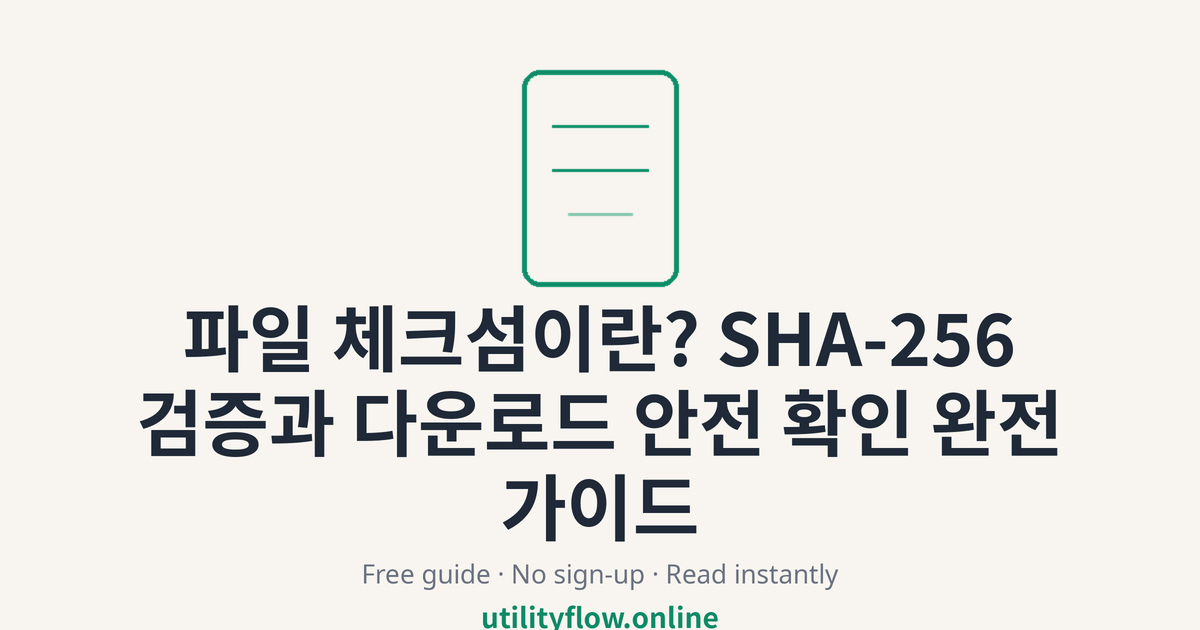 파일 체크섬이란? SHA-256
검증과 다운로드 안전 확인 완전
가이드
Free guide · No sign-up · Read instantly
utilityflow.online